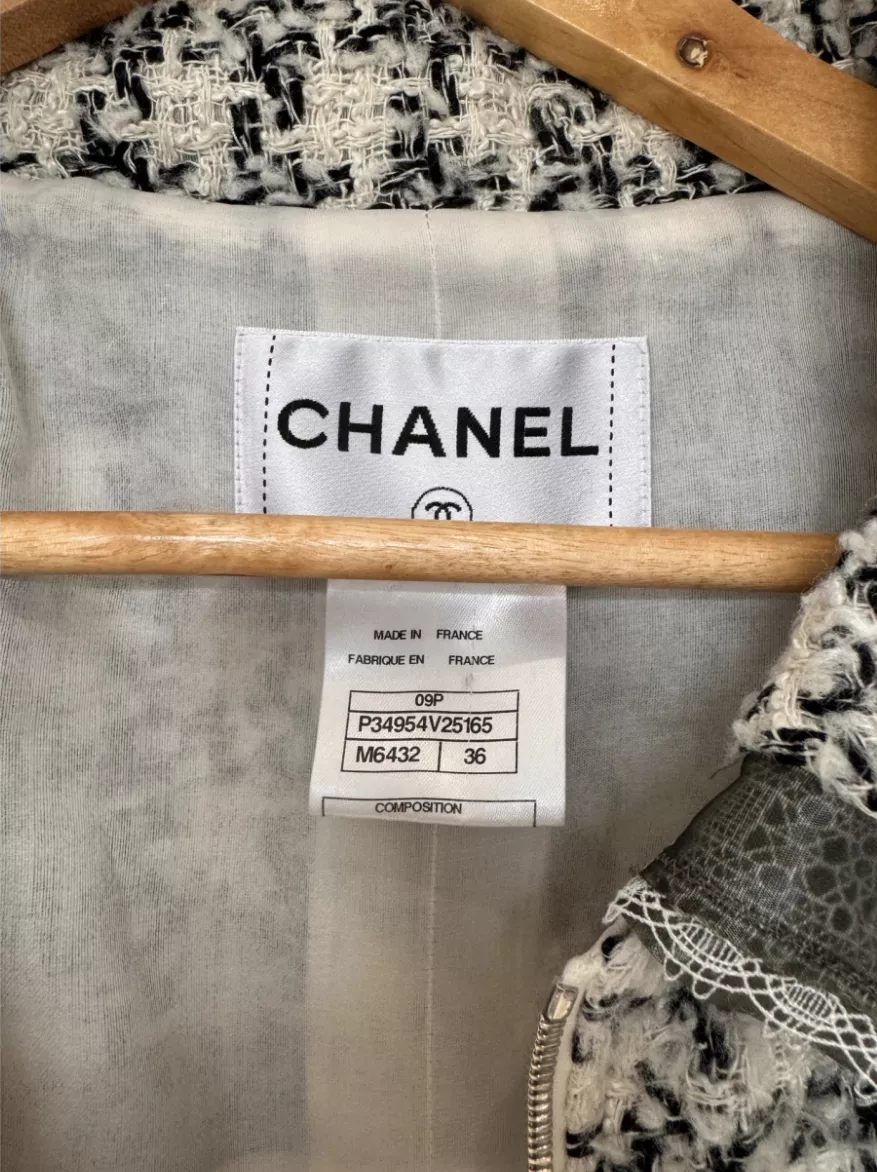 CHANEL
MADE IN FRANCE
FABRIQUE EN FRANCE
09P
P34954V25165
M6432 36
COMPOSITION